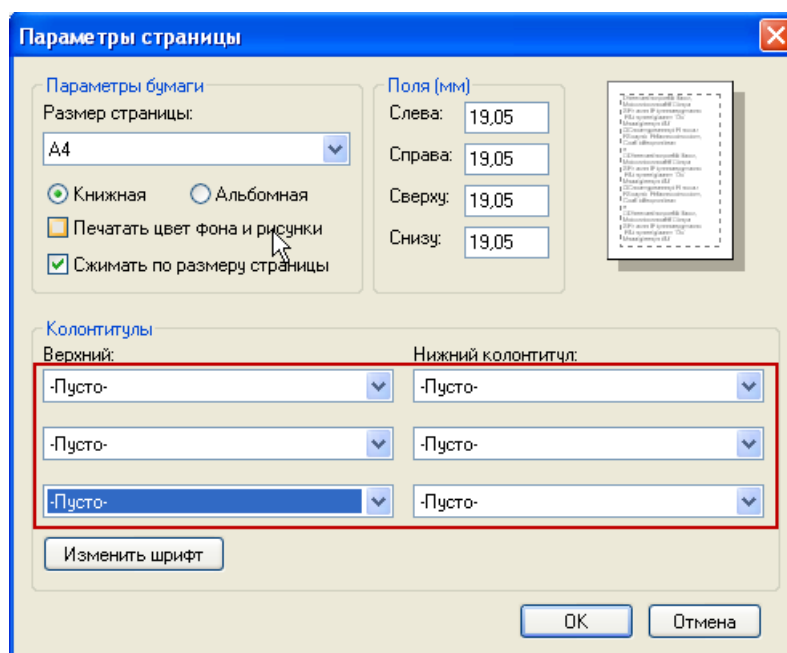 Параметры страницы
Параметры бумаги
Размер страницы:
A4
Книжная
Альбомная
Печатать цвет фона и рисунки
Сжимать по размеру страницы
Поля (мм)
Слева: 19,05
Справа: 19,05
Сверху: 19,05
Снизу: 19,05
Колонтитулы
Верхний:
Нижний колонтитул:
-Пусто-
-Пусто-
-Пусто-
-Пусто-
-Пусто-
-Пусто-
Изменить шрифт
OK
Отмена